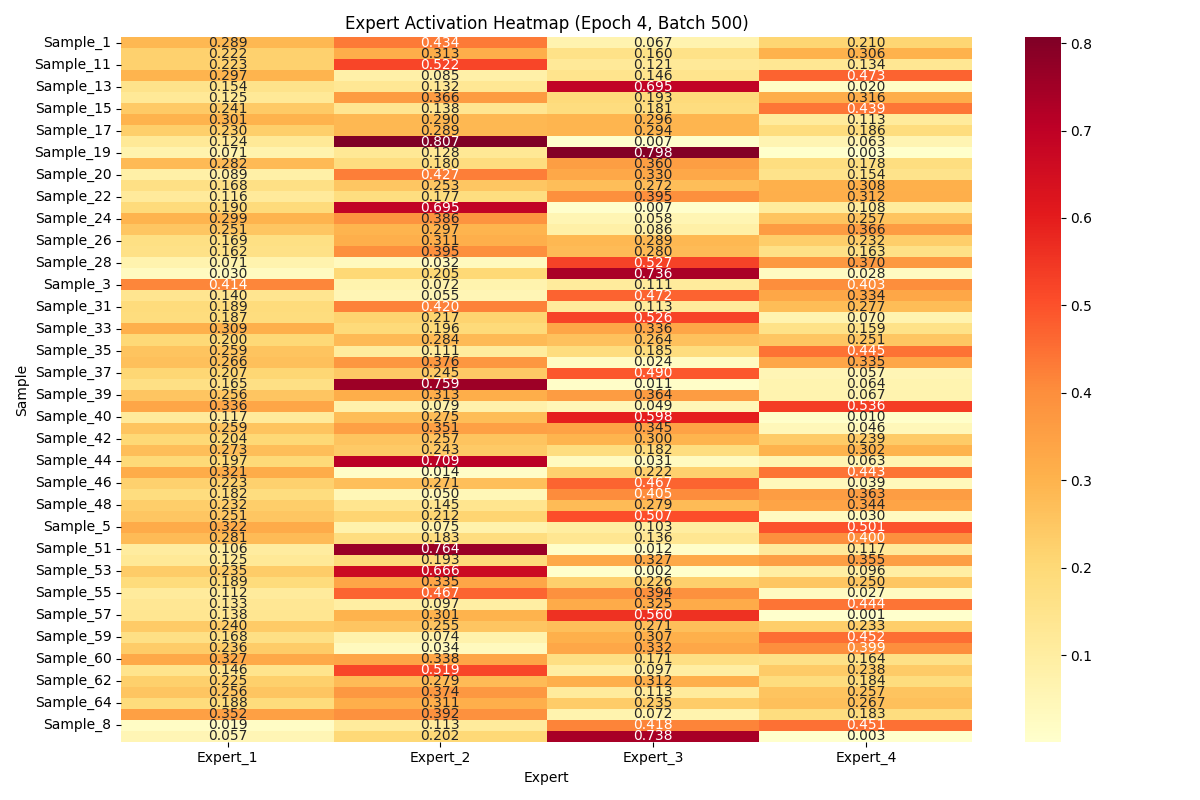 Expert Activation Heatmap (Epoch 4, Batch 500)
Sample_1 0.289 0.434 0.067 0.210
0.222 0.313 0.160 0.306
Sample_11 0.223 0.522 0.121 0.134
0.297 0.085 0.146 0.473
Sample_13 0.154 0.132 0.695 0.020
0.125 0.366 0.193 0.316
Sample_15 0.241 0.138 0.181 0.439
0.301 0.290 0.296 0.113
Sample_17 0.230 0.289 0.294 0.186
0.124 0.807 0.007 0.063
Sample_19 0.071 0.128 0.798 0.003
0.282 0.180 0.360 0.178
Sample_20 0.089 0.427 0.330 0.154
0.168 0.253 0.272 0.308
Sample_22 0.116 0.177 0.395 0.312
0.190 0.695 0.007 0.108
Sample_24 0.299 0.386 0.058 0.257
0.251 0.297 0.086 0.366
Sample_26 0.169 0.311 0.289 0.232
0.162 0.395 0.280 0.163
Sample_28 0.071 0.032 0.527 0.370
0.030 0.205 0.736 0.028
Sample_3 0.414 0.072 0.111 0.403
0.140 0.055 0.472 0.334
Sample_31 0.189 0.420 0.113 0.277
0.187 0.217 0.526 0.070
Sample_33 0.309 0.196 0.336 0.159
0.200 0.284 0.264 0.251
Sample_35 0.259 0.111 0.185 0.445
0.266 0.376 0.024 0.335
Sample_37 0.207 0.245 0.490 0.057
0.165 0.759 0.011 0.064
Sample_39 0.256 0.313 0.364 0.067
0.336 0.079 0.049 0.536
Sample_40 0.117 0.275 0.598 0.010
0.259 0.351 0.345 0.046
Sample_42 0.204 0.257 0.300 0.239
0.273 0.243 0.182 0.302
Sample_44 0.197 0.709 0.031 0.063
0.321 0.014 0.222 0.443
Sample_46 0.223 0.271 0.467 0.039
0.182 0.050 0.405 0.363
Sample_48 0.232 0.145 0.279 0.344
0.251 0.212 0.507 0.030
Sample_5 0.322 0.075 0.103 0.501
0.281 0.183 0.136 0.400
Sample_51 0.106 0.764 0.012 0.117
0.125 0.193 0.327 0.355
Sample_53 0.235 0.666 0.002 0.096
0.189 0.335 0.226 0.250
Sample_55 0.112 0.467 0.394 0.027
0.133 0.097 0.325 0.444
Sample_57 0.138 0.301 0.560 0.001
0.240 0.255 0.271 0.233
Sample_59 0.168 0.074 0.307 0.452
0.236 0.034 0.332 0.399
Sample_60 0.327 0.338 0.171 0.164
0.146 0.519 0.097 0.238
Sample_62 0.225 0.279 0.312 0.184
0.256 0.374 0.113 0.257
Sample_64 0.188 0.311 0.235 0.267
0.352 0.392 0.072 0.183
Sample_8 0.019 0.113 0.418 0.451
0.057 0.202 0.738 0.003
Expert_1 Expert_2 Expert_3 Expert_4
Expert
Sample
0.8
0.7
0.6
0.5
0.4
0.3
0.2
0.1